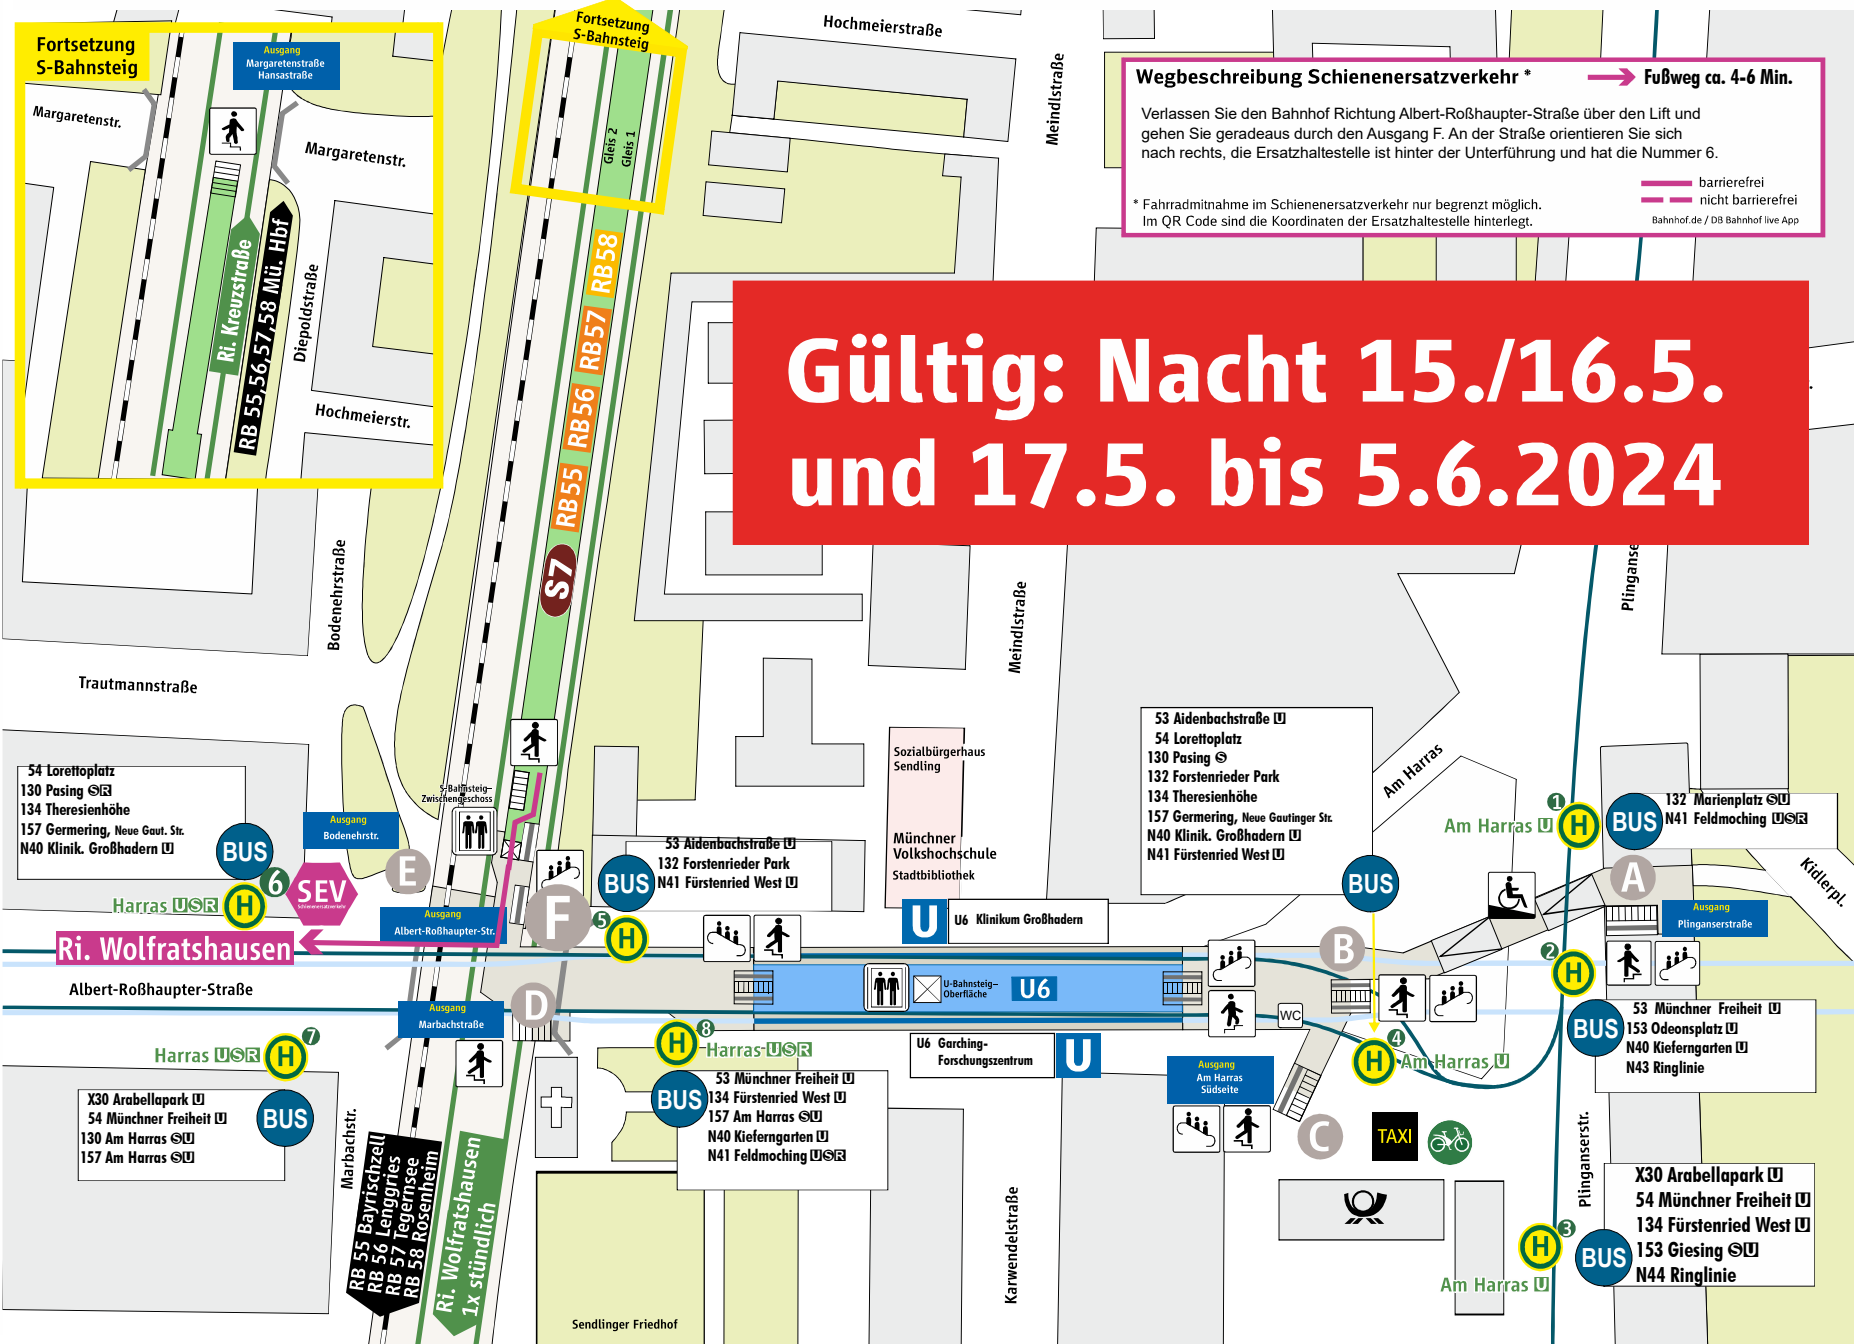 Fortsetzung
S-Bahnsteig
Ausgang
Margaretenstraße
Hansastraße
Margaretenstr.
Margaretenstr.
Ri. Kreuzstraße
RB 55,56,57,58 Mü. Hbf
Diepoldstraße
Hochmeierstr.
Fortsetzung
S-Bahnsteig
Gleis 2
Gleis 1
Hochmeierstraße
Meindlstraße
Wegbeschreibung Schienenersatzverkehr *
Fußweg ca. 4-6 Min.
Verlassen Sie den Bahnhof Richtung Albert-Roßhaupter-Straße über den Lift und
gehen Sie geradeaus durch den Ausgang F. An der Straße orientieren Sie sich
nach rechts, die Ersatzhaltestelle ist hinter der Unterführung und hat die Nummer 6.
barrierefrei
nicht barrierefrei
* Fahrradmitnahme im Schienenersatzverkehr nur begrenzt möglich.
Im QR Code sind die Koordinaten der Ersatzhaltestelle hinterlegt.
Bahnhof.de / DB Bahnhof live App
Gültig: Nacht 15./16.5.
und 17.5. bis 5.6.2024
RB58
RB57
RB56
RB55
S7
Bodenehrstraße
Trautmannstraße
Meindlstraße
Plinganse
54 Lorettoplatz
130 Pasing S R
134 Theresienhöhe
157 Germering, Neue Gaut. Str.
N40 Klinik. Großhadern U
BUS
6
SEV
Schienenersatzverkehr
Harras U S R
H
Ausgang
Bodenehrstr.
E
S-Bahnsteig–
Zwischengeschoss
Ausgang
Albert-Roßhaupter-Str.
F
5
H
BUS
53 Aidenbachstraße U
132 Forstenrieder Park
N41 Fürstenried West U
Sozialbürgerhaus
Sendling
Münchner
Volkshochschule
Stadtbibliothek
U
U6 Klinikum Großhadern
53 Aidenbachstraße U
54 Lorettoplatz
130 Pasing S
132 Forstenrieder Park
134 Theresienhöhe
157 Germering, Neue Gautinger Str.
N40 Klinik. Großhadern U
N41 Fürstenried West U
BUS
Am Harras
1
Am Harras U
H
BUS
132 Marienplatz S U
N41 Feldmoching U S R
Kidlerpl.
A
Ausgang
Plinganserstraße
Ri. Wolfratshausen
Albert-Roßhaupter-Straße
Ausgang
Marbachstraße
D
U-Bahnsteig–
Oberfläche
U6
B
WC
2
H
BUS
53 Münchner Freiheit U
153 Odeonsplatz U
N40 Kieferngarten U
N43 Ringlinie
7
Harras U S R
H
X30 Arabellapark U
54 Münchner Freiheit U
130 Am Harras S U
157 Am Harras S U
BUS
8
H
Harras U S R
BUS
53 Münchner Freiheit U
134 Fürstenried West U
157 Am Harras S U
N40 Kieferngarten U
N41 Feldmoching U S R
U6 Garching-
Forschungszentrum
U
4
H
Am Harras U
Ausgang
Am Harras
Südseite
C
TAXI
Marbachstr.
RB 55 Bayrischzell
RB 56 Lenggries
RB 57 Tegernsee
RB 58 Rosenheim
Ri. Wolfratshausen
1x stündlich
Sendlinger Friedhof
Karwendelstraße
Plinganserstr.
3
H
Am Harras U
BUS
X30 Arabellapark U
54 Münchner Freiheit U
134 Fürstenried West U
153 Giesing S U
N44 Ringlinie